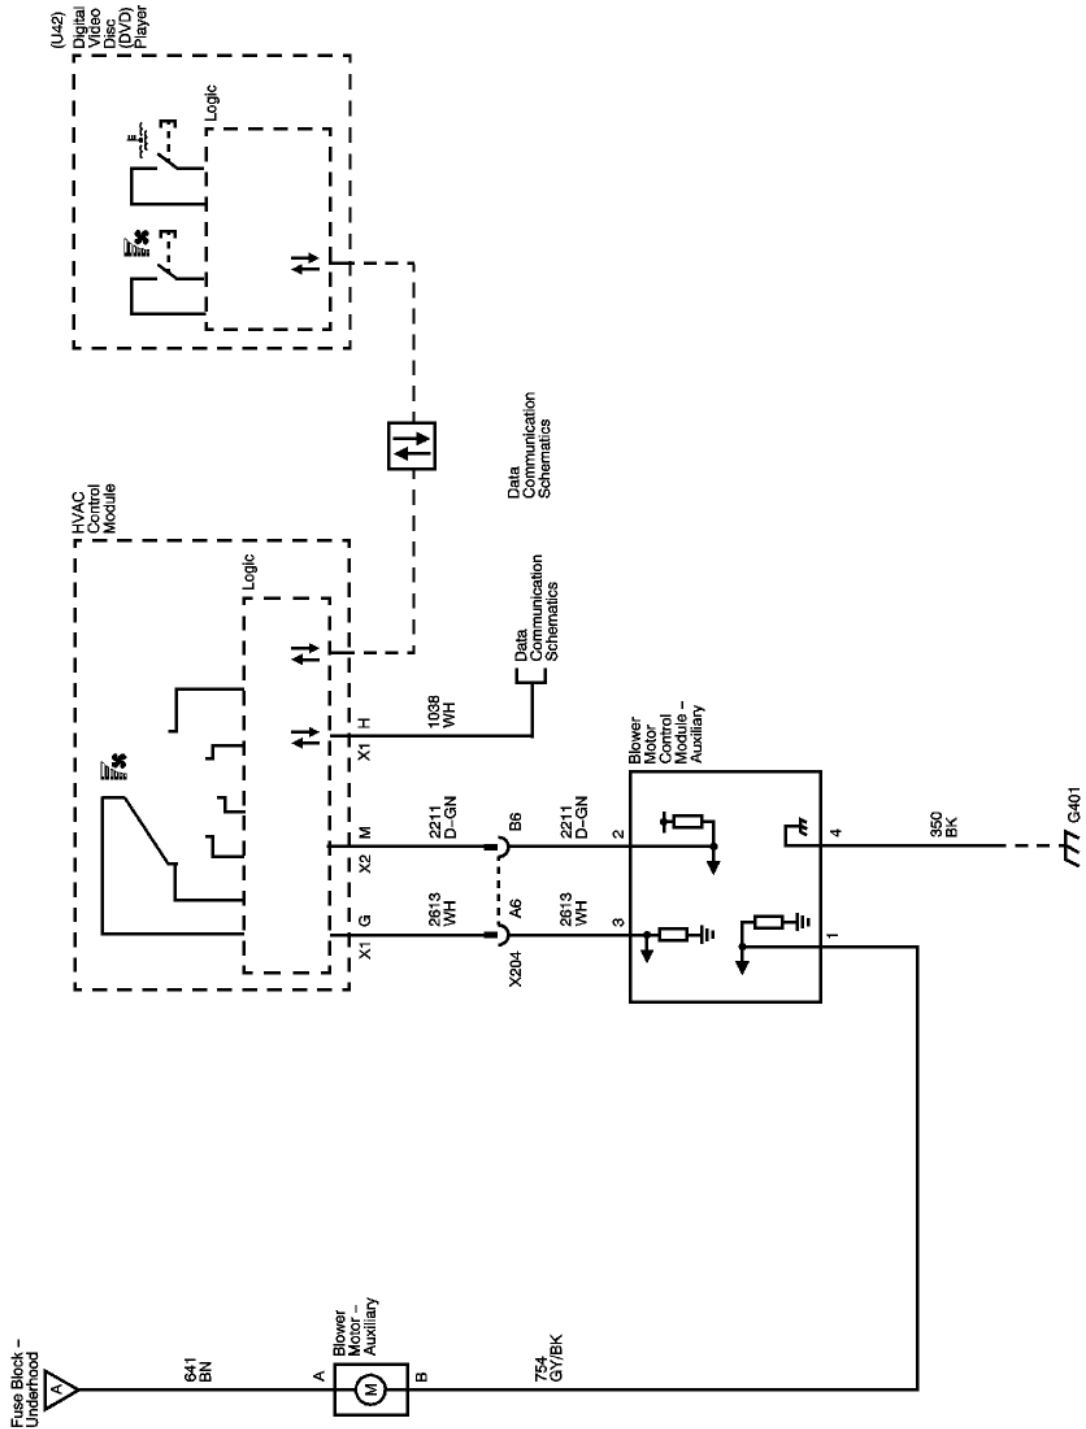 Fuse Block –
Underhood
A
641
BN
A
Blower
Motor –
Auxiliary
M
B
754
GY/BK
HVAC
Control
Module
Logic
X1
G
X2
M
X1
H
2613
WH
2211
D–GN
1038
WH
Data
Communication
Schematics
Data
Communication
Schematics
X204
A6
B6
2613
WH
2211
D–GN
3
2
Blower
Motor
Control
Module –
Auxiliary
1
4
350
BK
G401
(U42)
Digital
Video
Disc
(DVD)
Player
Logic